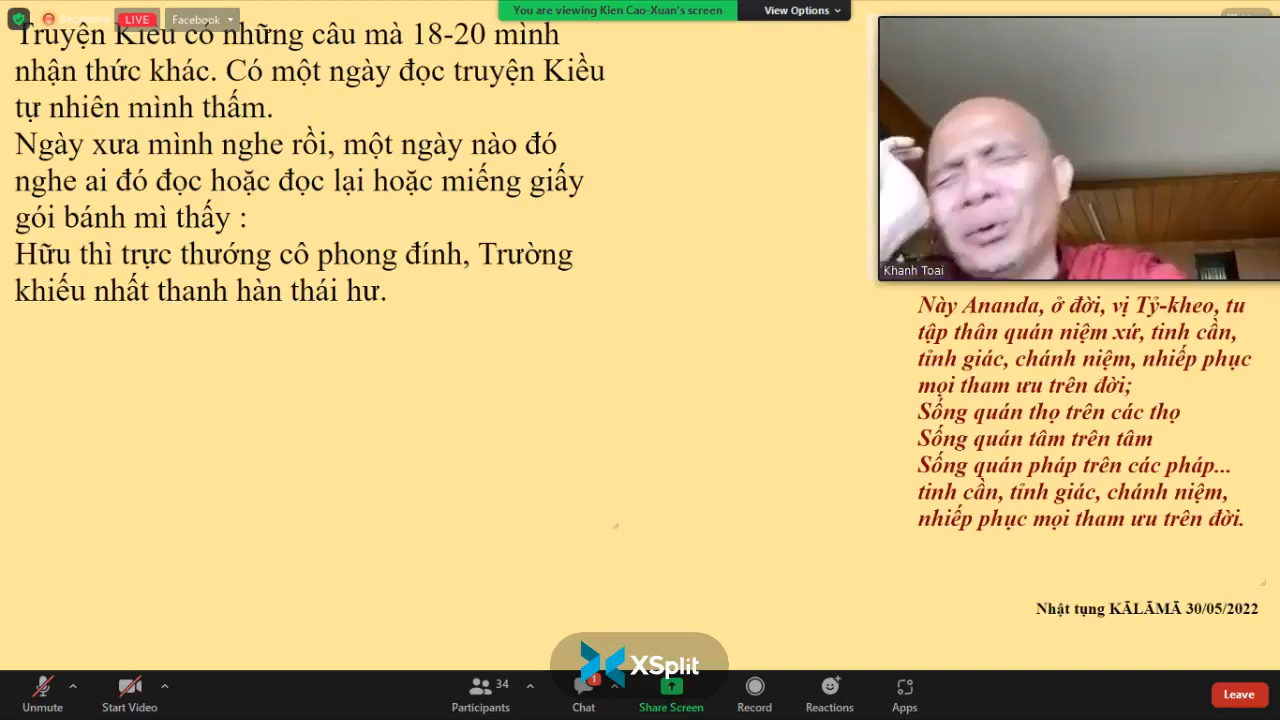 You are viewing Kien Cao-Xuan's screen
View Options
Recording
LIVE
Facebook
Truyện Kiều có những câu mà 18-20 mình
nhận thức khác. Có một ngày đọc truyện Kiều
tự nhiên mình thấm.
Ngày xưa mình nghe rồi, một ngày nào đó
nghe ai đó đọc hoặc đọc lại hoặc miếng giấy
gói bánh mì thấy :
Hữu thì trực thướng cô phong đính, Trường
khiếu nhất thanh hàn thái hư.
Khanh Toai
Này Ananda, ở đời, vị Tỷ-kheo, tu
tập thân quán niệm xứ, tinh cần,
tỉnh giác, chánh niệm, nhiếp phục
mọi tham ưu trên đời;
Sống quán thọ trên các thọ
Sống quán tâm trên tâm
Sống quán pháp trên các pháp...
tinh cần, tỉnh giác, chánh niệm,
nhiếp phục mọi tham ưu trên đời.
Nhật tụng KĀLĀMĀ 30/05/2022
XSplit
Unmute
Start Video
34
Participants
1
Chat
Share Screen
Record
Reactions
Apps
Leave